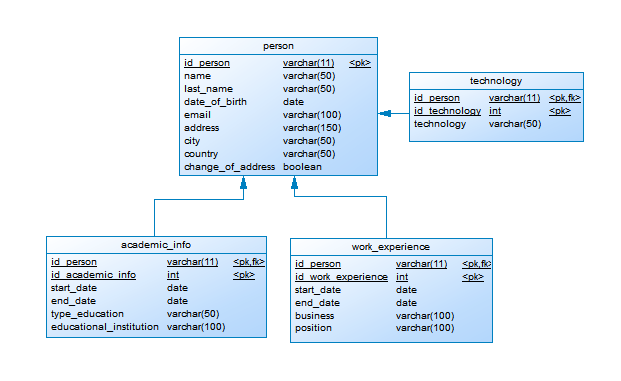 person
id_person varchar(11) <pk>
name varchar(50)
last_name varchar(50)
date_of_birth date
email varchar(100)
address varchar(150)
city varchar(50)
country varchar(50)
change_of_address boolean
technology
id_person varchar(11) <pk,fk>
id_technology int <pk>
technology varchar(50)
academic_info
id_person varchar(11) <pk,fk>
id_academic_info int <pk>
start_date date
end_date date
type_education varchar(50)
educational_institution varchar(100)
work_experience
id_person varchar(11) <pk,fk>
id_work_experience int <pk>
start_date date
end_date date
business varchar(100)
position varchar(100)